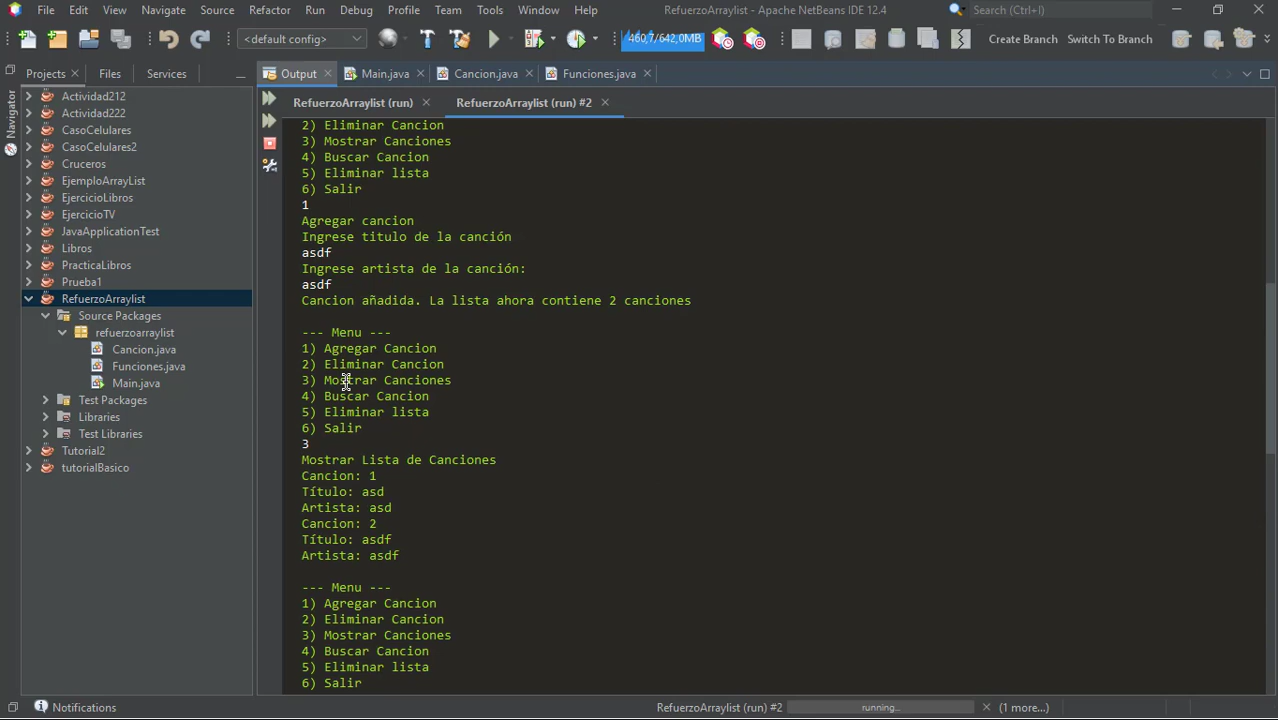 File Edit View Navigate Source Refactor Run Debug Profile Team Tools Window Help RefuerzoArraylist - Apache NetBeans IDE 12.4 Search (Ctrl+I)
<default config> 460,7/642,0MB Create Branch Switch To Branch
Projects Files Services Output Main.java Cancion.java Funciones.java
Navigator
RefuerzoArraylist (run) RefuerzoArraylist (run) #2
Actividad212
Actividad222
CasoCelulares
CasoCelulares2
Cruceros
EjemploArrayList
EjercicioLibros
EjercicioTV
JavaApplicationTest
Libros
PracticaLibros
Prueba1
RefuerzoArraylist
Source Packages
refuerzoarraylist
Cancion.java
Funciones.java
Main.java
Test Packages
Libraries
Test Libraries
Tutorial2
tutorialBasico
2) Eliminar Cancion
3) Mostrar Canciones
4) Buscar Cancion
5) Eliminar lista
6) Salir
1
Agregar cancion
Ingrese titulo de la canción
asdf
Ingrese artista de la canción:
asdf
Cancion añadida. La lista ahora contiene 2 canciones
--- Menu ---
1) Agregar Cancion
2) Eliminar Cancion
3) Mostrar Canciones
4) Buscar Cancion
5) Eliminar lista
6) Salir
3
Mostrar Lista de Canciones
Cancion: 1
Título: asd
Artista: asd
Cancion: 2
Título: asdf
Artista: asdf
--- Menu ---
1) Agregar Cancion
2) Eliminar Cancion
3) Mostrar Canciones
4) Buscar Cancion
5) Eliminar lista
6) Salir
Notifications RefuerzoArraylist (run) #2 running... (1 more...)